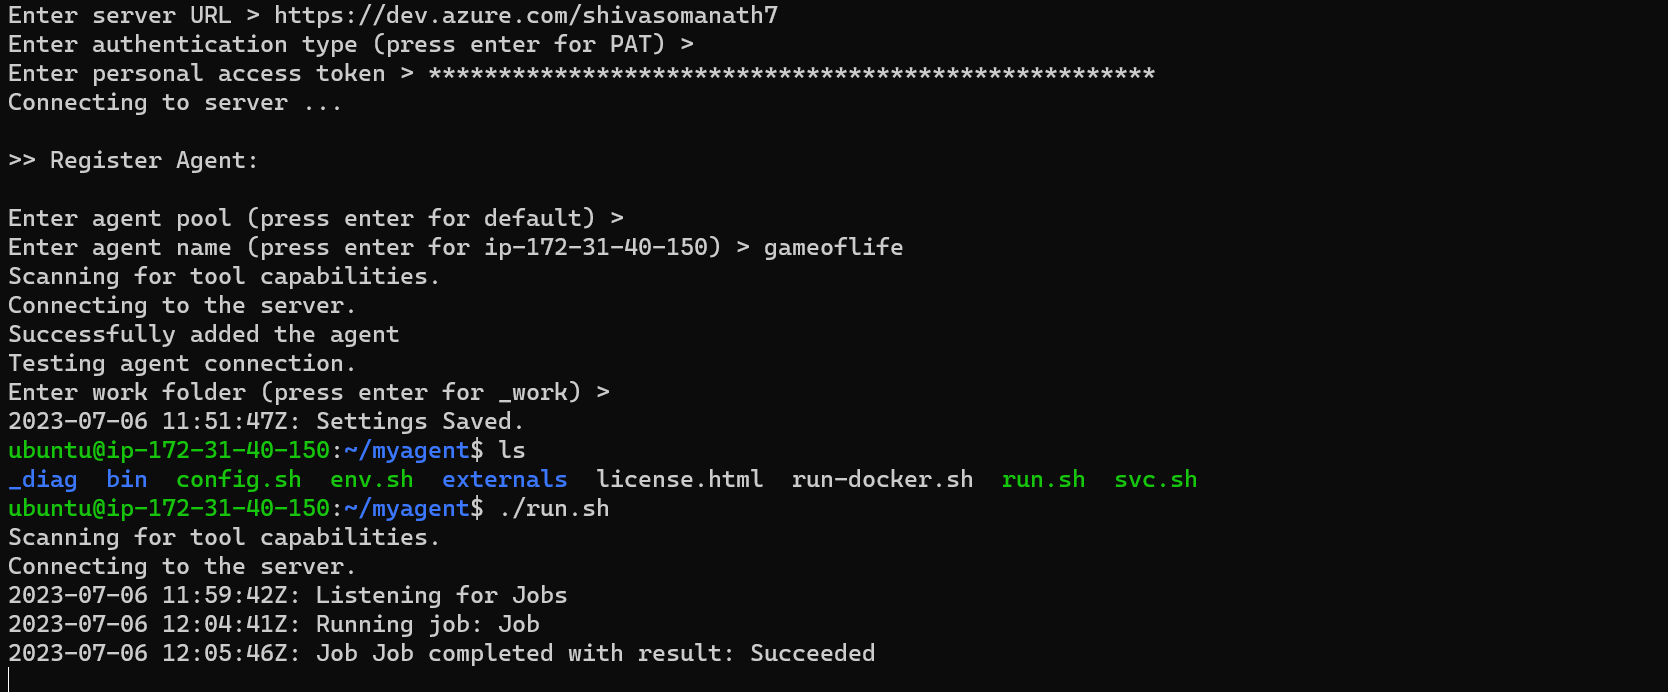 Enter server URL > https://dev.azure.com/shivasomanath7
Enter authentication type (press enter for PAT) >
Enter personal access token > ****************************************************
Connecting to server ...
>> Register Agent:
Enter agent pool (press enter for default) >
Enter agent name (press enter for ip-172-31-40-150) > gameoflife
Scanning for tool capabilities.
Connecting to the server.
Successfully added the agent
Testing agent connection.
Enter work folder (press enter for _work) >
2023-07-06 11:51:47Z: Settings Saved.
ubuntu@ip-172-31-40-150:~/myagent$ ls
_diag  bin  config.sh  env.sh  externals  license.html  run-docker.sh  run.sh  svc.sh
ubuntu@ip-172-31-40-150:~/myagent$ ./run.sh
Scanning for tool capabilities.
Connecting to the server.
2023-07-06 11:59:42Z: Listening for Jobs
2023-07-06 12:04:41Z: Running job: Job
2023-07-06 12:05:46Z: Job Job completed with result: Succeeded